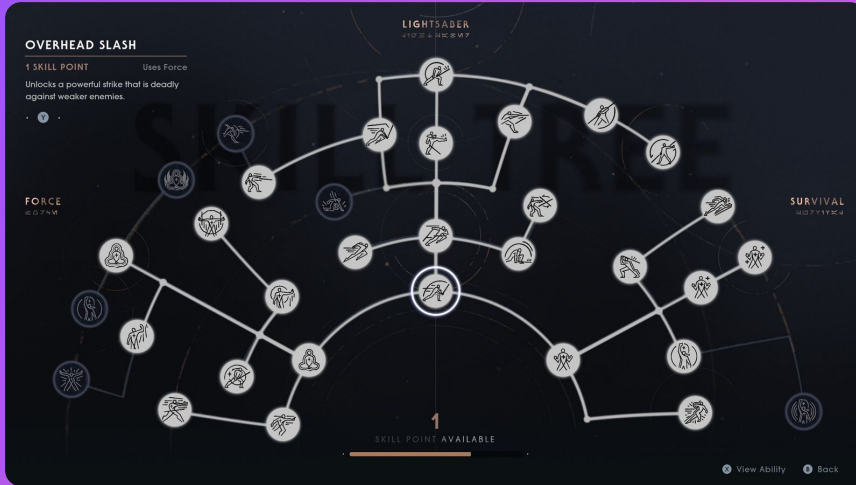 LIGHTSABER
OVERHEAD SLASH
1 SKILL POINT Uses Force
Unlocks a powerful strike that is deadly
against weaker enemies.
Y
SKILL TREE
FORCE
SURVIVAL
1
SKILL POINT AVAILABLE
X View Ability B Back